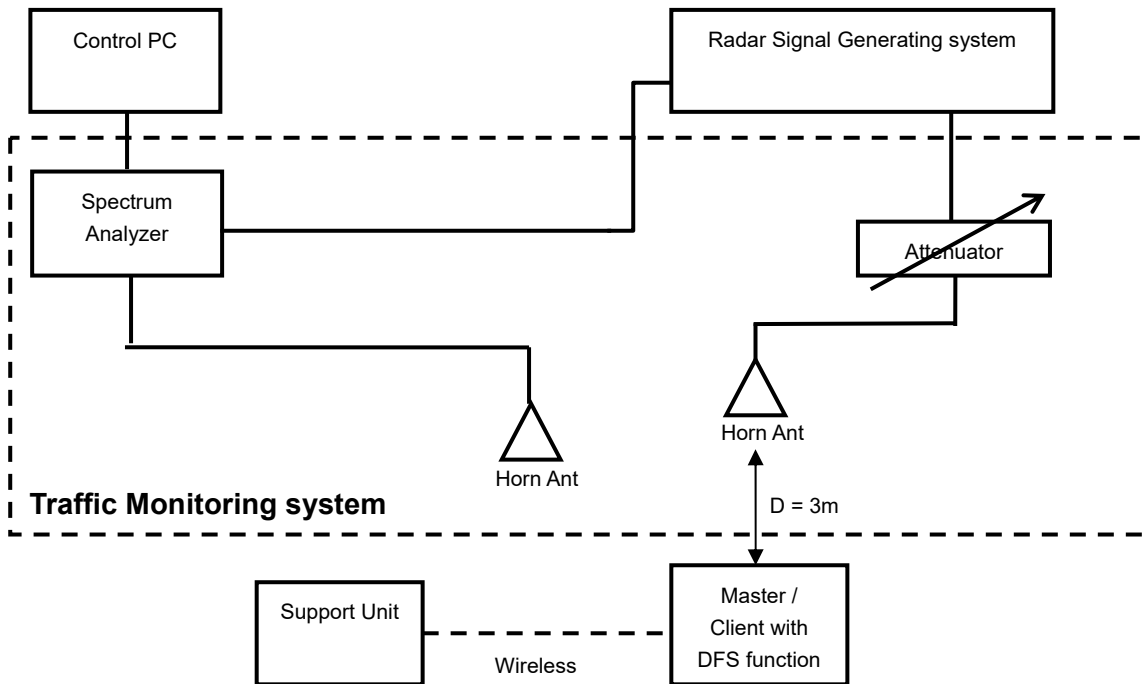 Control PC
Radar Signal Generating system
Spectrum
Analyzer
Attenuator
Horn Ant
Horn Ant
Traffic Monitoring system
D = 3m
Support Unit
Wireless
Master /
Client with
DFS function